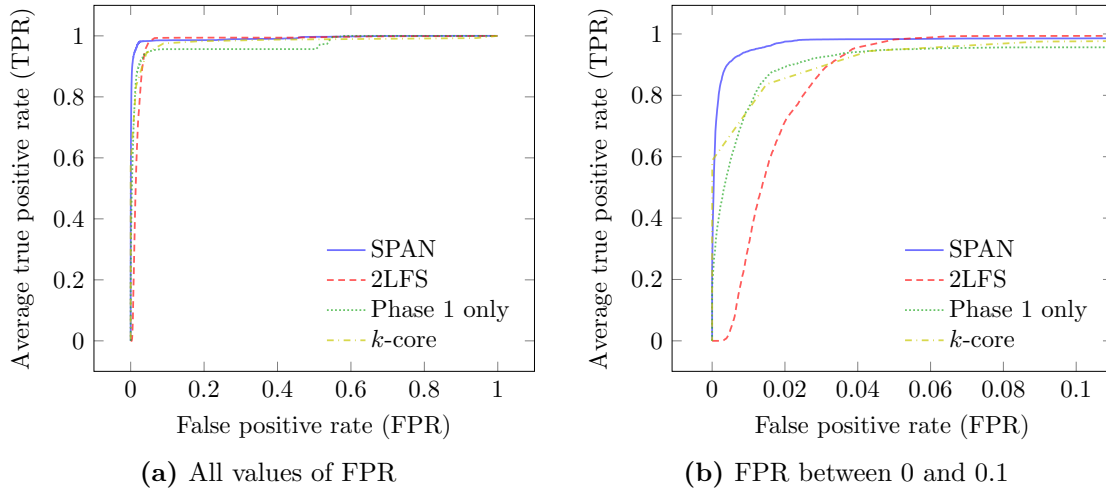 Average true positive rate (TPR)
1
0.8
0.6
0.4
0.2
0
SPAN
2LFS
Phase 1 only
k-core
0 0.2 0.4 0.6 0.8 1
False positive rate (FPR)
(a) All values of FPR
Average true positive rate (TPR)
1
0.8
0.6
0.4
0.2
0
SPAN
2LFS
Phase 1 only
k-core
0 0.02 0.04 0.06 0.08 0.1
False positive rate (FPR)
(b) FPR between 0 and 0.1